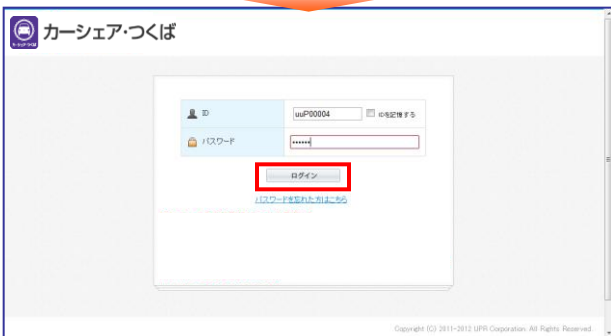 カーシェア・つくば
ID
uuP00004
IDを記憶する
パスワード
••••••
ログイン
パスワードを忘れた方はこちら
Copyright (C) 2011-2012 UPR Corporation. All Rights Reserved.